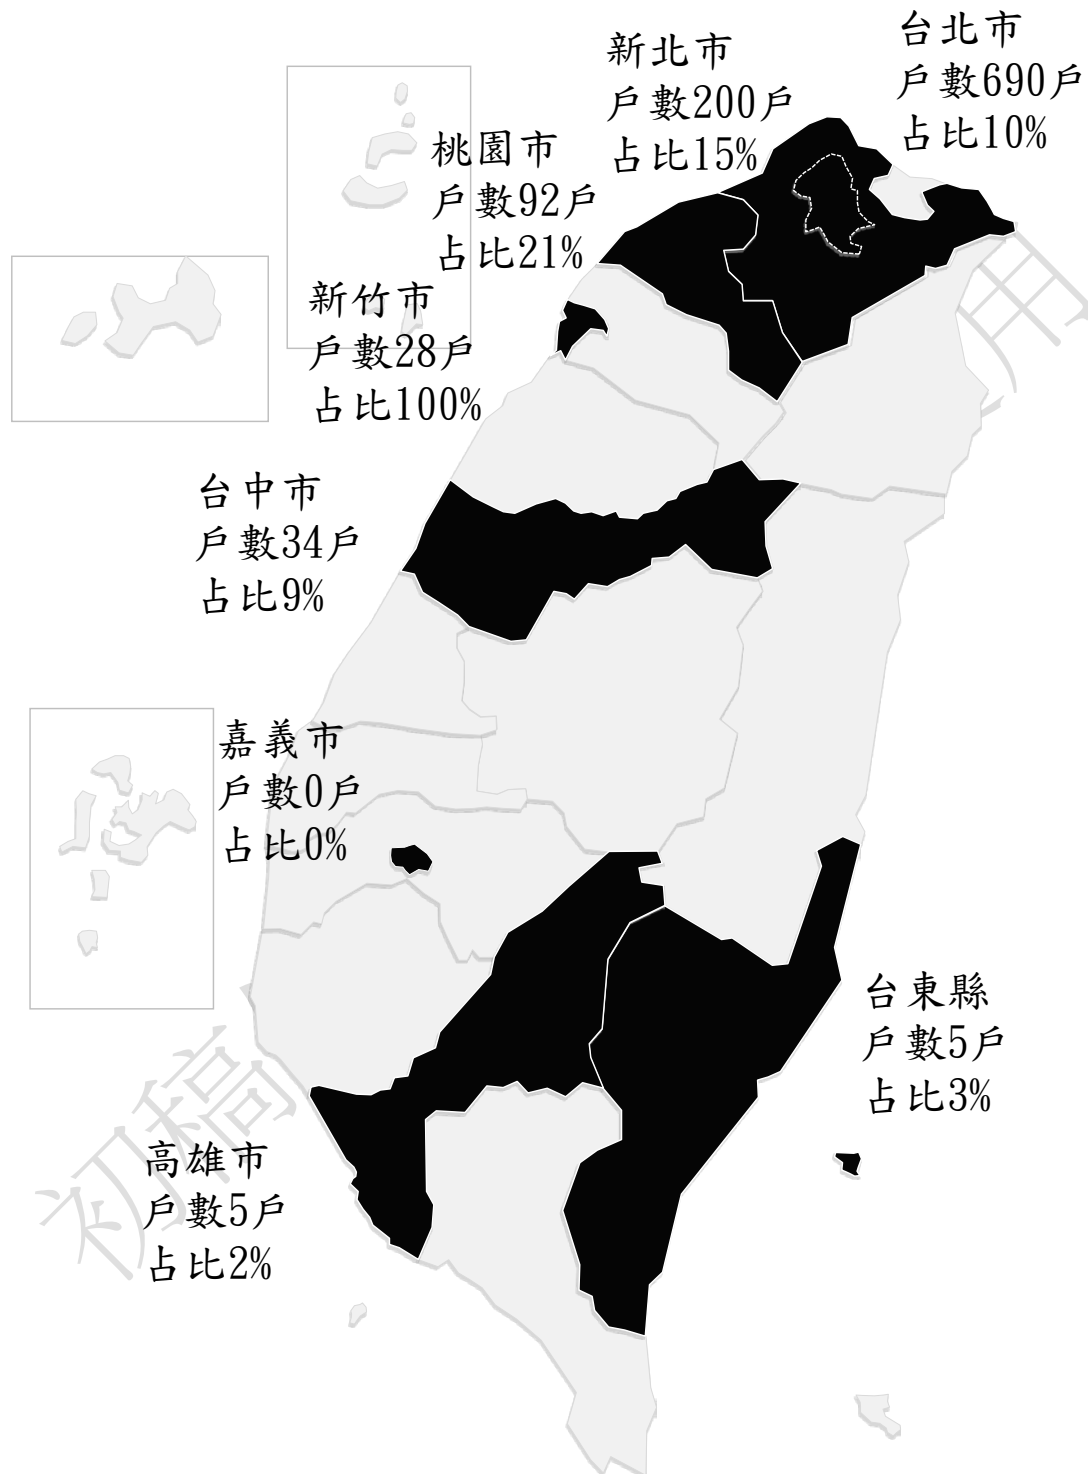 台北市
戶數690戶
占比10%
新北市
戶數200戶
占比15%
桃園市
戶數92戶
占比21%
新竹市
戶數28戶
占比100%
台中市
戶數34戶
占比9%
嘉義市
戶數0戶
占比0%
台東縣
戶數5戶
占比3%
高雄市
戶數5戶
占比2%
初稿
用